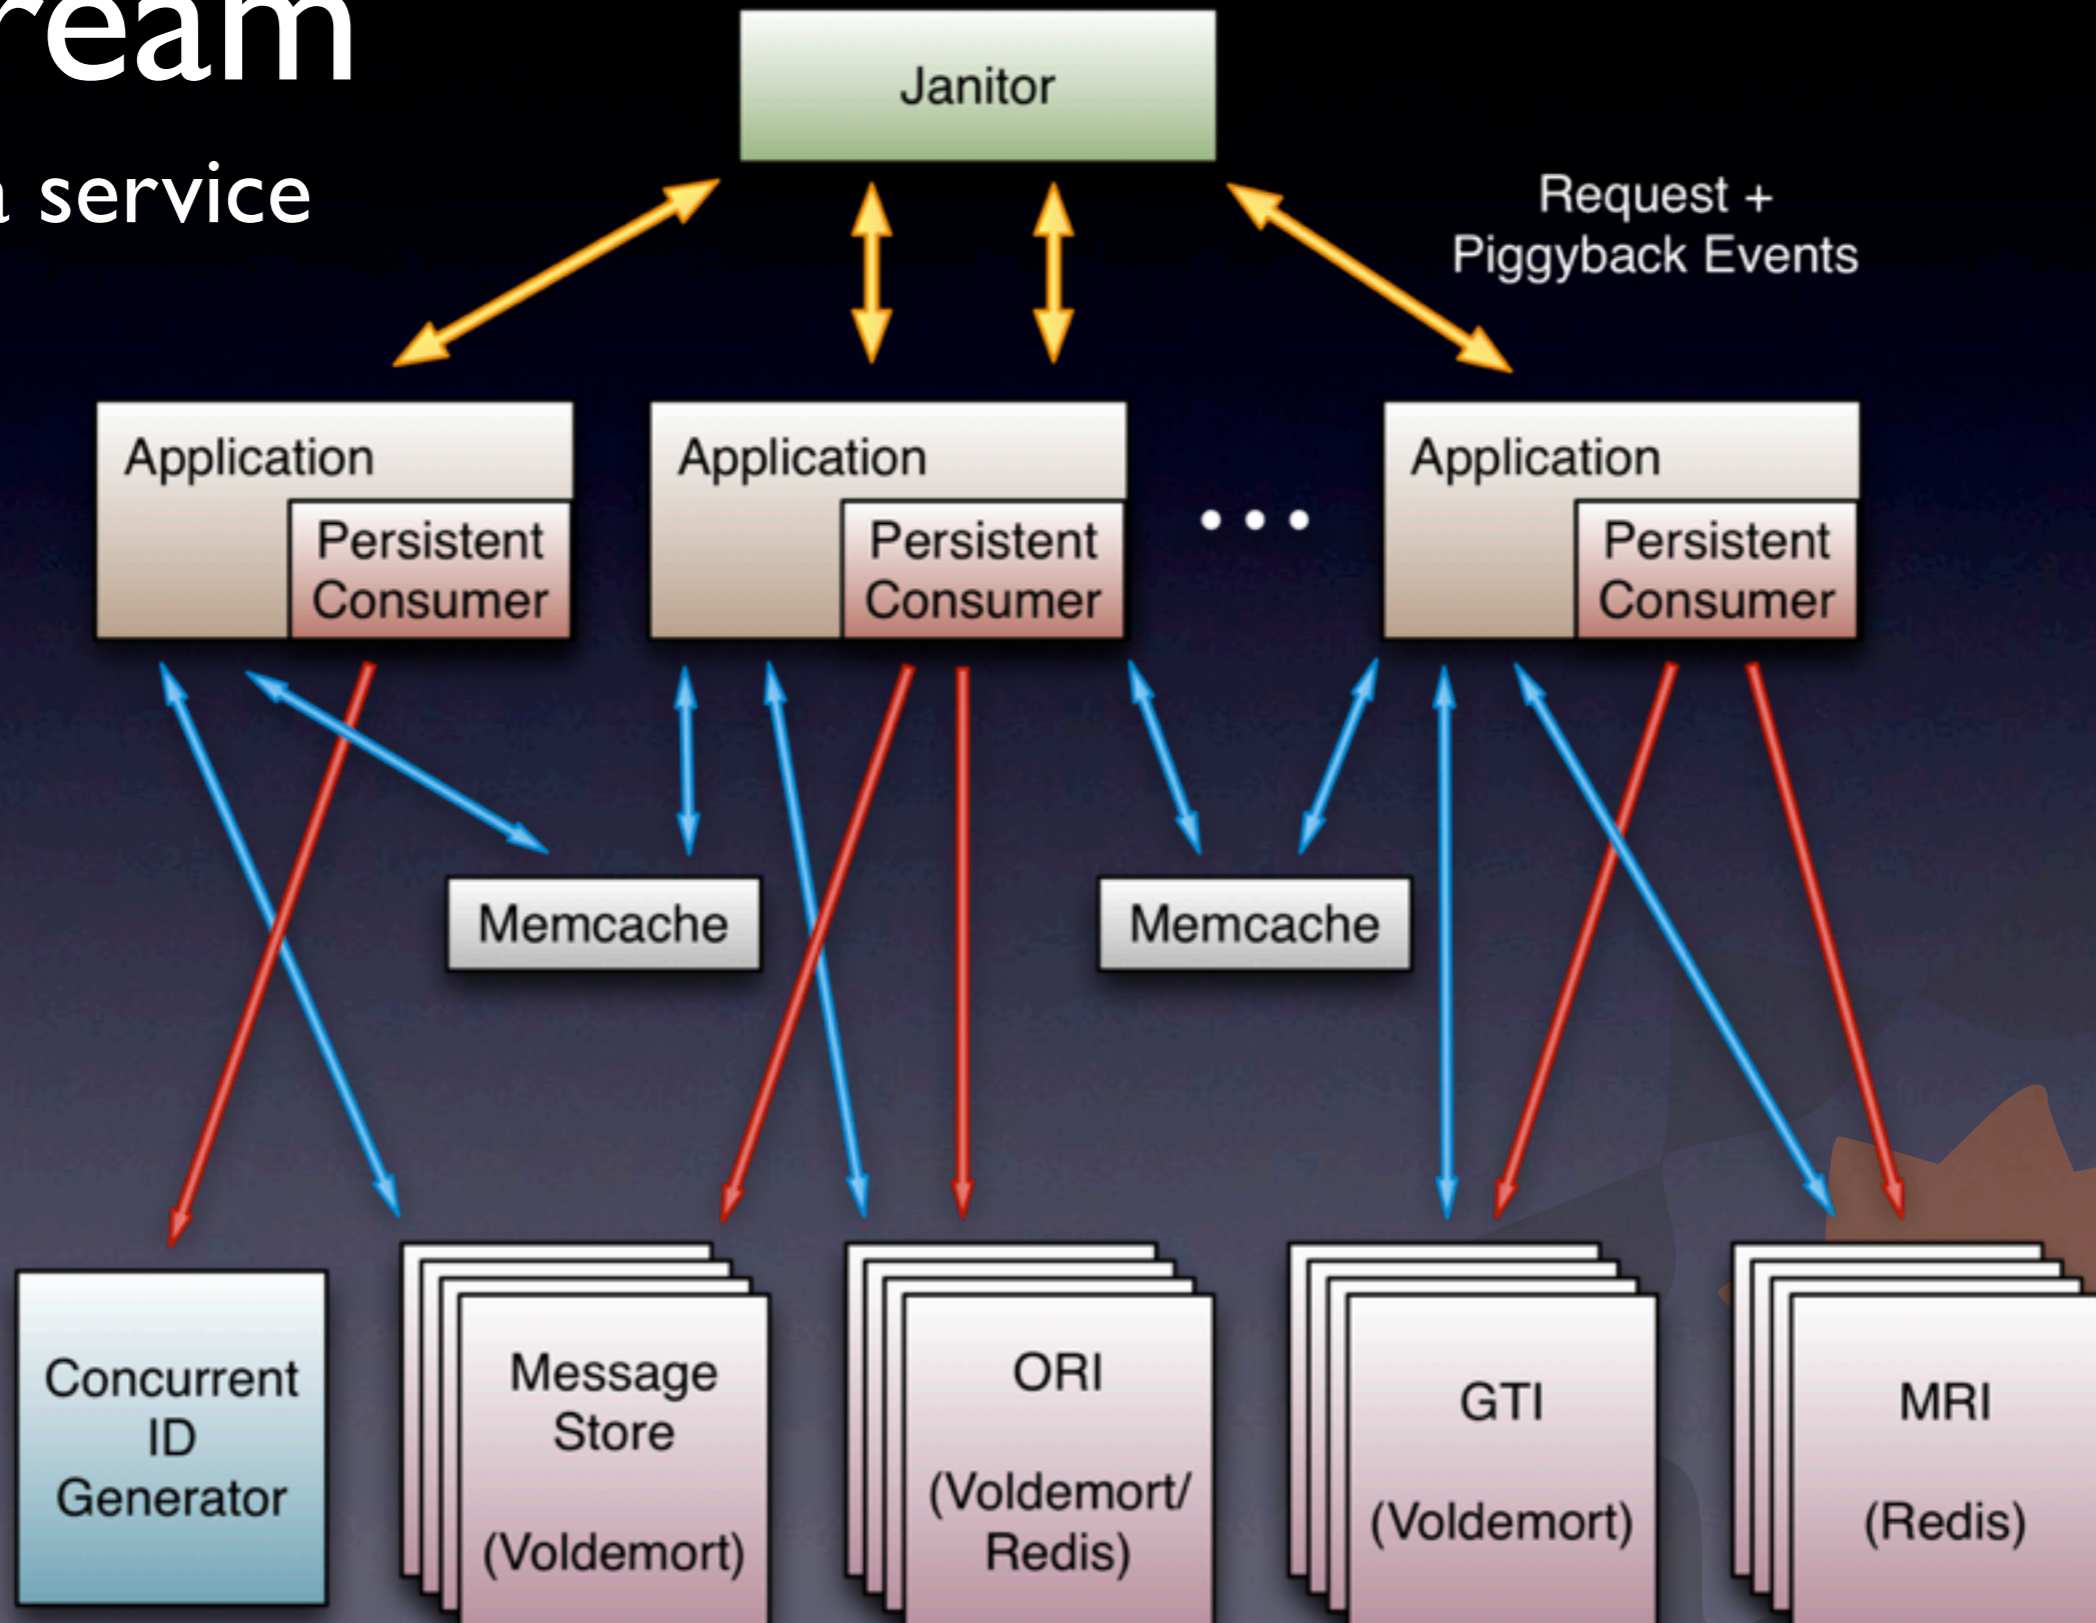 service
Janitor
Request +
Piggyback Events
Application
Persistent
Consumer
Application
Persistent
Consumer
Application
Persistent
Consumer
Memcache
Memcache
Concurrent
ID
Generator
Message
Store
(Voldemort)
ORI
(Voldemort/
Redis)
GTI
(Voldemort)
MRI
(Redis)